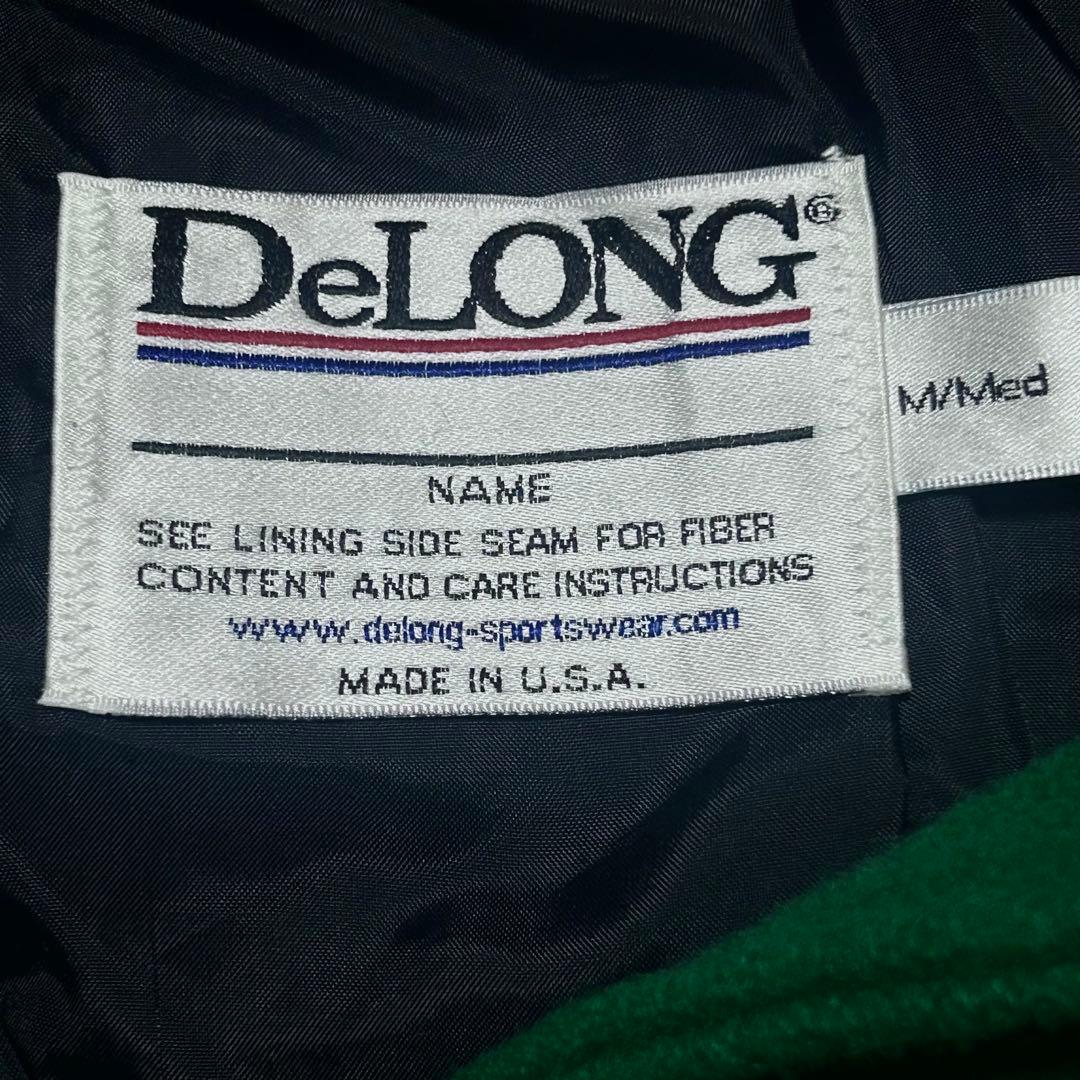 DeLONG®
M/Med
NAME
SEE LINING SIDE SEAM FOR FIBER
CONTENT AND CARE INSTRUCTIONS
www.delong-sportswear.com
MADE IN U.S.A.